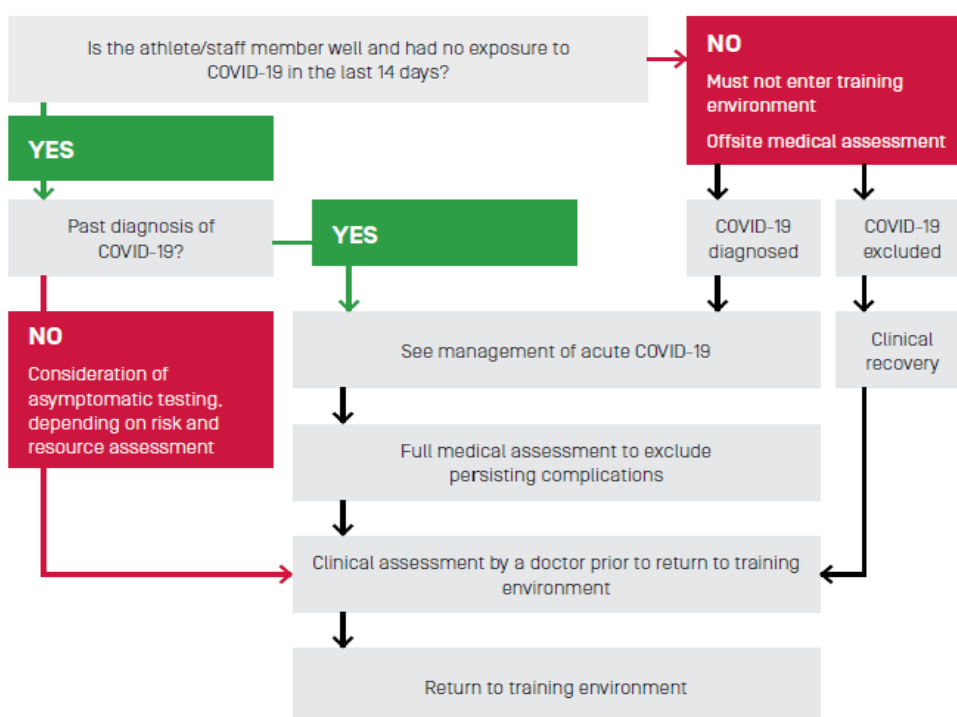 Is the athlete/staff member well and had no exposure to
COVID-19 in the last 14 days?
NO
Must not enter training
environment
Offsite medical assessment
YES
Past diagnosis of
COVID-19?
YES
COVID-19
diagnosed
COVID-19
excluded
NO
Consideration of
asymptomatic testing,
depending on risk and
resource assessment
See management of acute COVID-19
Clinical
recovery
Full medical assessment to exclude
persisting complications
Clinical assessment by a doctor prior to return to training
environment
Return to training environment